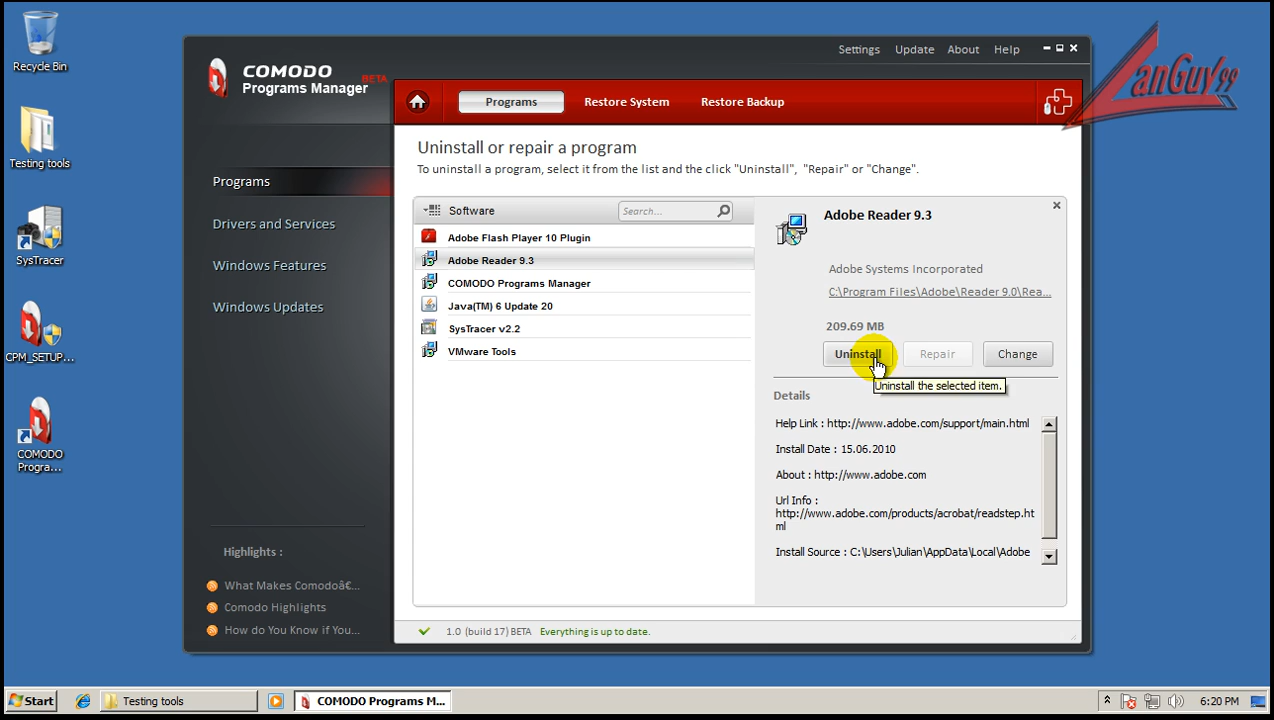 Recycle Bin
Testing tools
SysTracer
CPM_SETUP...
COMODO
Progra...
COMODO
Programs Manager
BETA
Settings
Update
About
Help
LanGuy99
Programs
Restore System
Restore Backup
Programs
Drivers and Services
Windows Features
Windows Updates
Highlights :
What Makes Comodoâ€...
Comodo Highlights
How do You Know if You...
Uninstall or repair a program
To uninstall a program, select it from the list and the click "Uninstall", "Repair" or "Change".
Software
Search...
Adobe Flash Player 10 Plugin
Adobe Reader 9.3
COMODO Programs Manager
Java(TM) 6 Update 20
SysTracer v2.2
VMware Tools
Adobe Reader 9.3
Adobe Systems Incorporated
C:\Program Files\Adobe\Reader 9.0\Rea...
209.69 MB
Uninstall
Repair
Change
Uninstall the selected item.
Details
Help Link : http://www.adobe.com/support/main.html
Install Date : 15.06.2010
About : http://www.adobe.com
Url Info :
http://www.adobe.com/products/acrobat/readstep.ht
ml
Install Source : C:\Users\Julian\AppData\Local\Adobe
1.0 (build 17) BETA Everything is up to date.
Start
Testing tools
COMODO Programs M...
6:20 PM